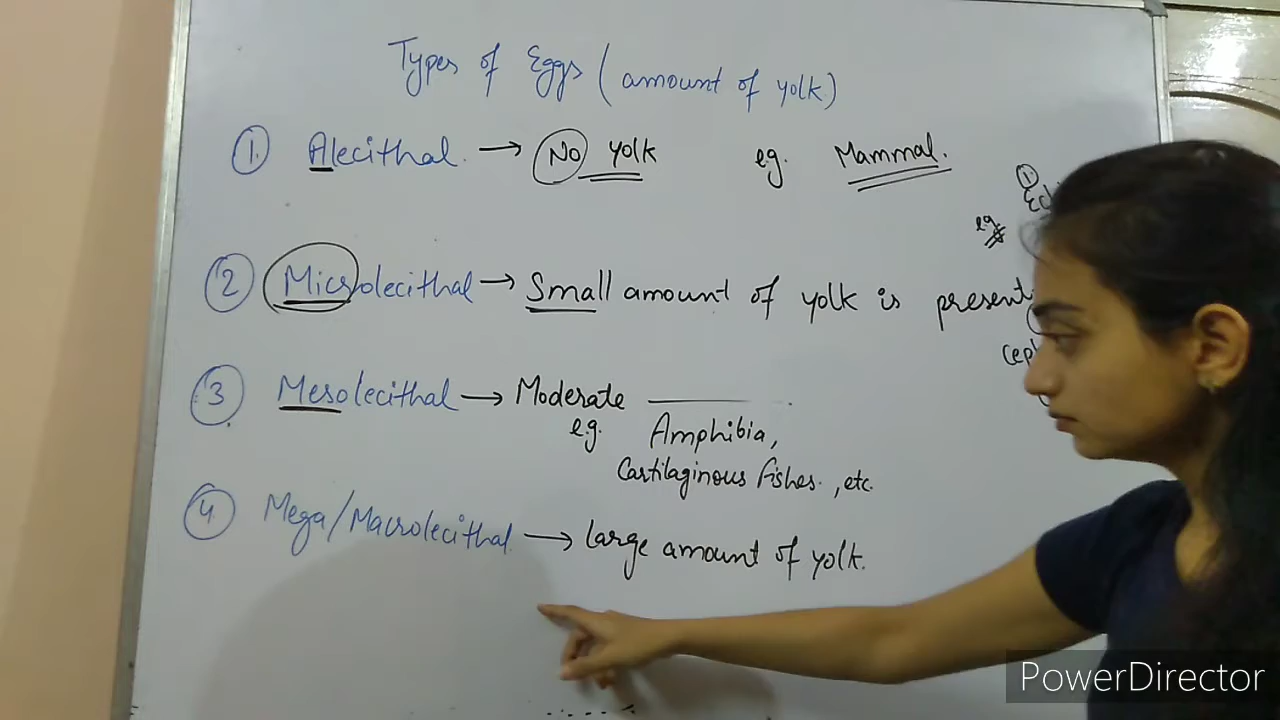 Types of Eggs (amount of yolk)
① Alecithal → No yolk eg. Mammal.
①
eg
② Microlecithal → Small amount of yolk is present
③ Mesolecithal → Moderate
e.g. Amphibia,
Cartilaginous fishes., etc.
④ Mega/Macrolecithal → Large amount of yolk.
PowerDirector